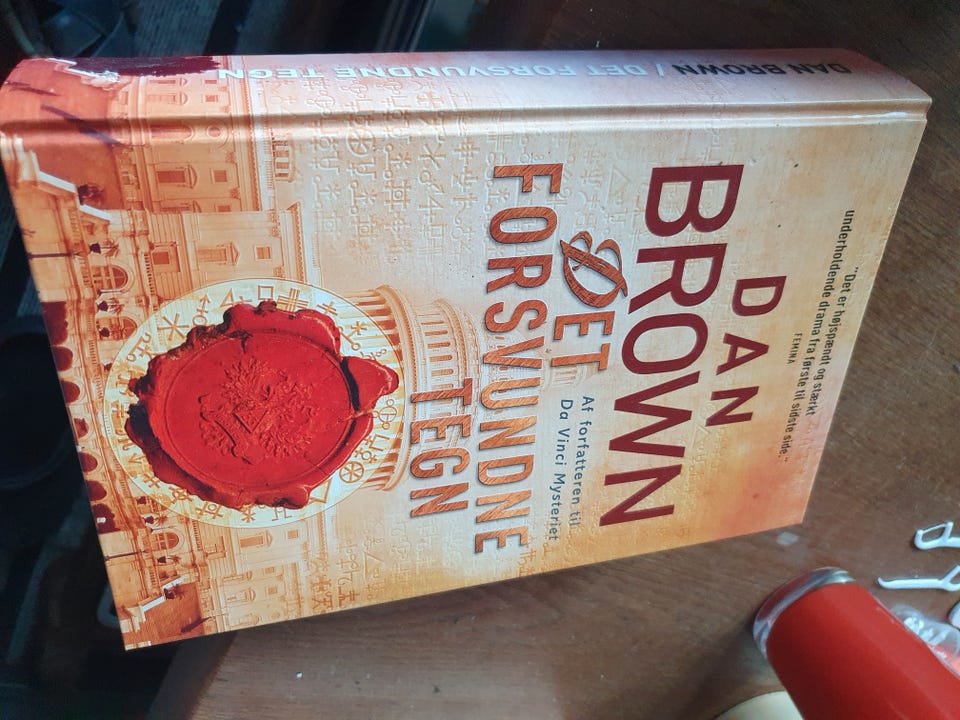 DAN BROWN / DET FORSVUNDNE TEGN
"Det er højspændt og stærkt
underholdende drama fra første til sidste side."
FEMINA
DAN
BROWN
Af forfatteren til
Da Vinci Mysteriet
DET
FORSVUNDNE
TEGN